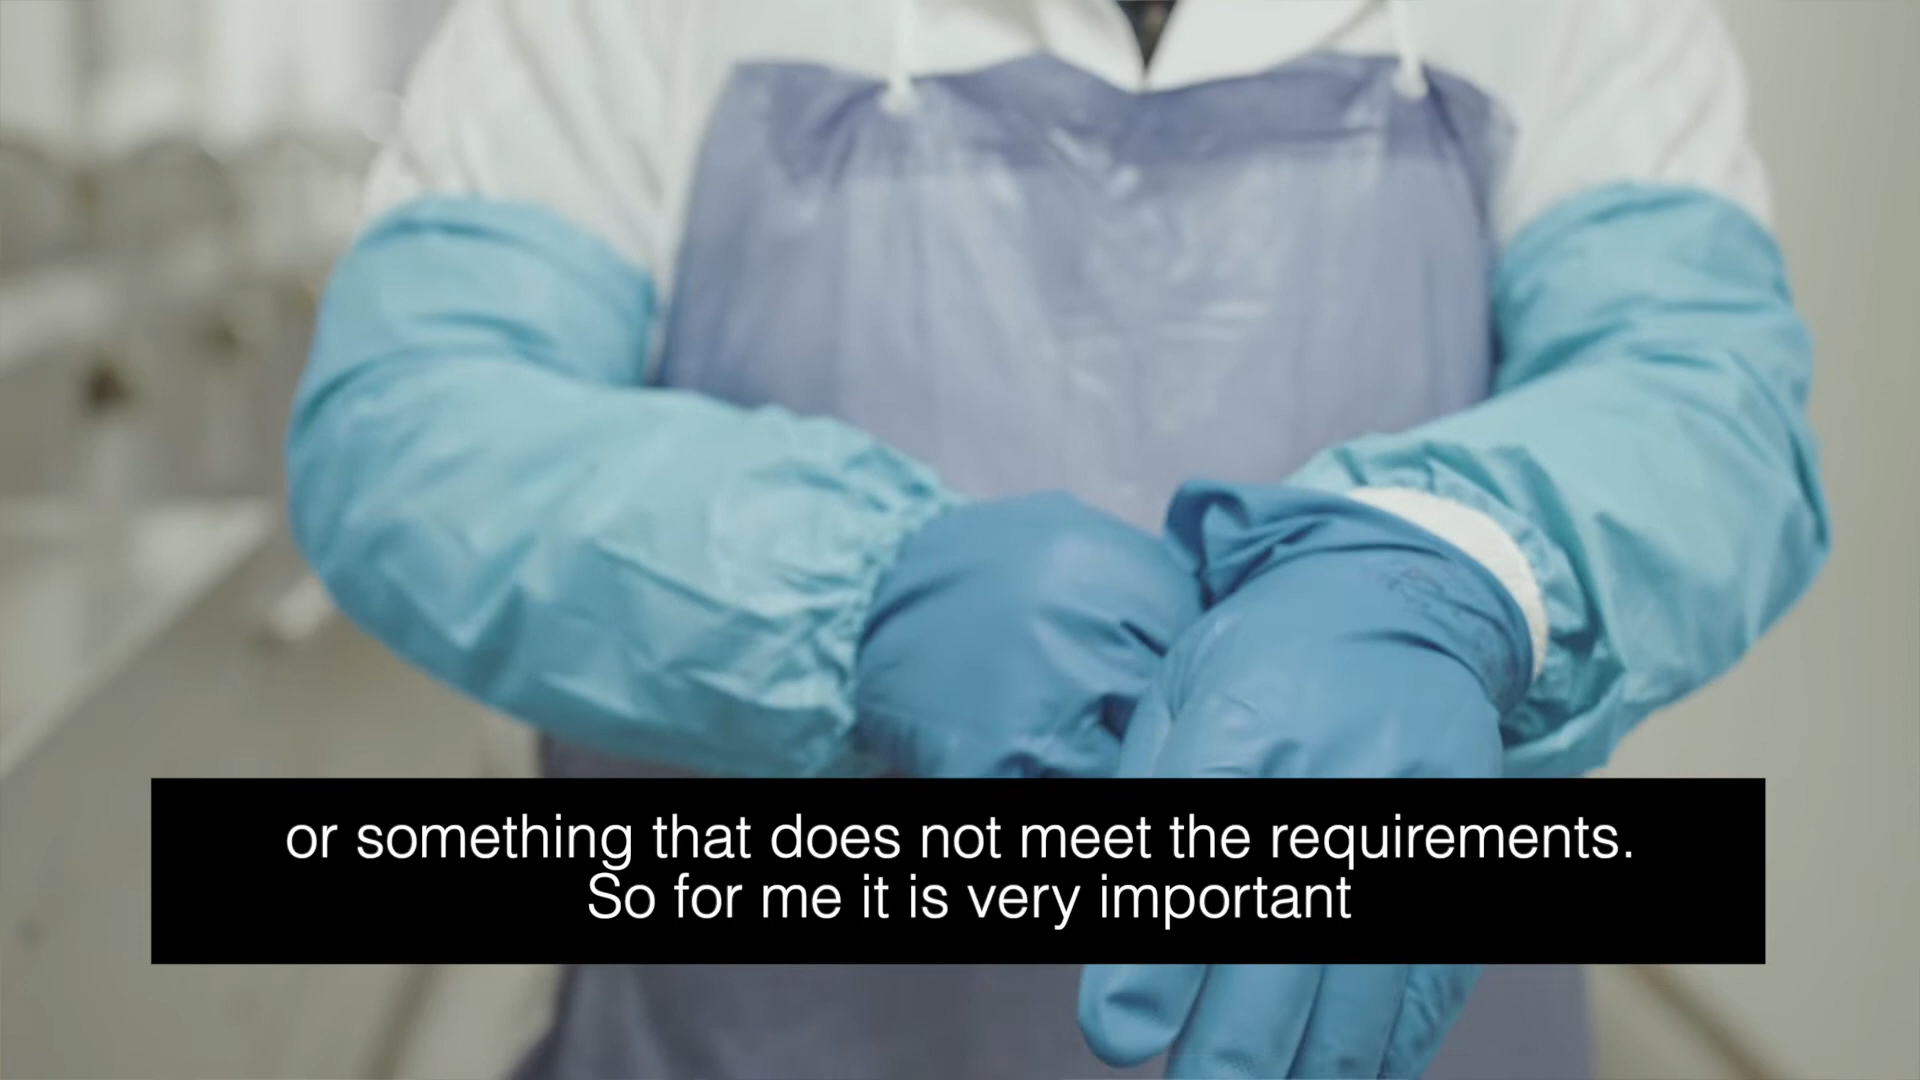 or something that does not meet the requirements.
So for me it is very important